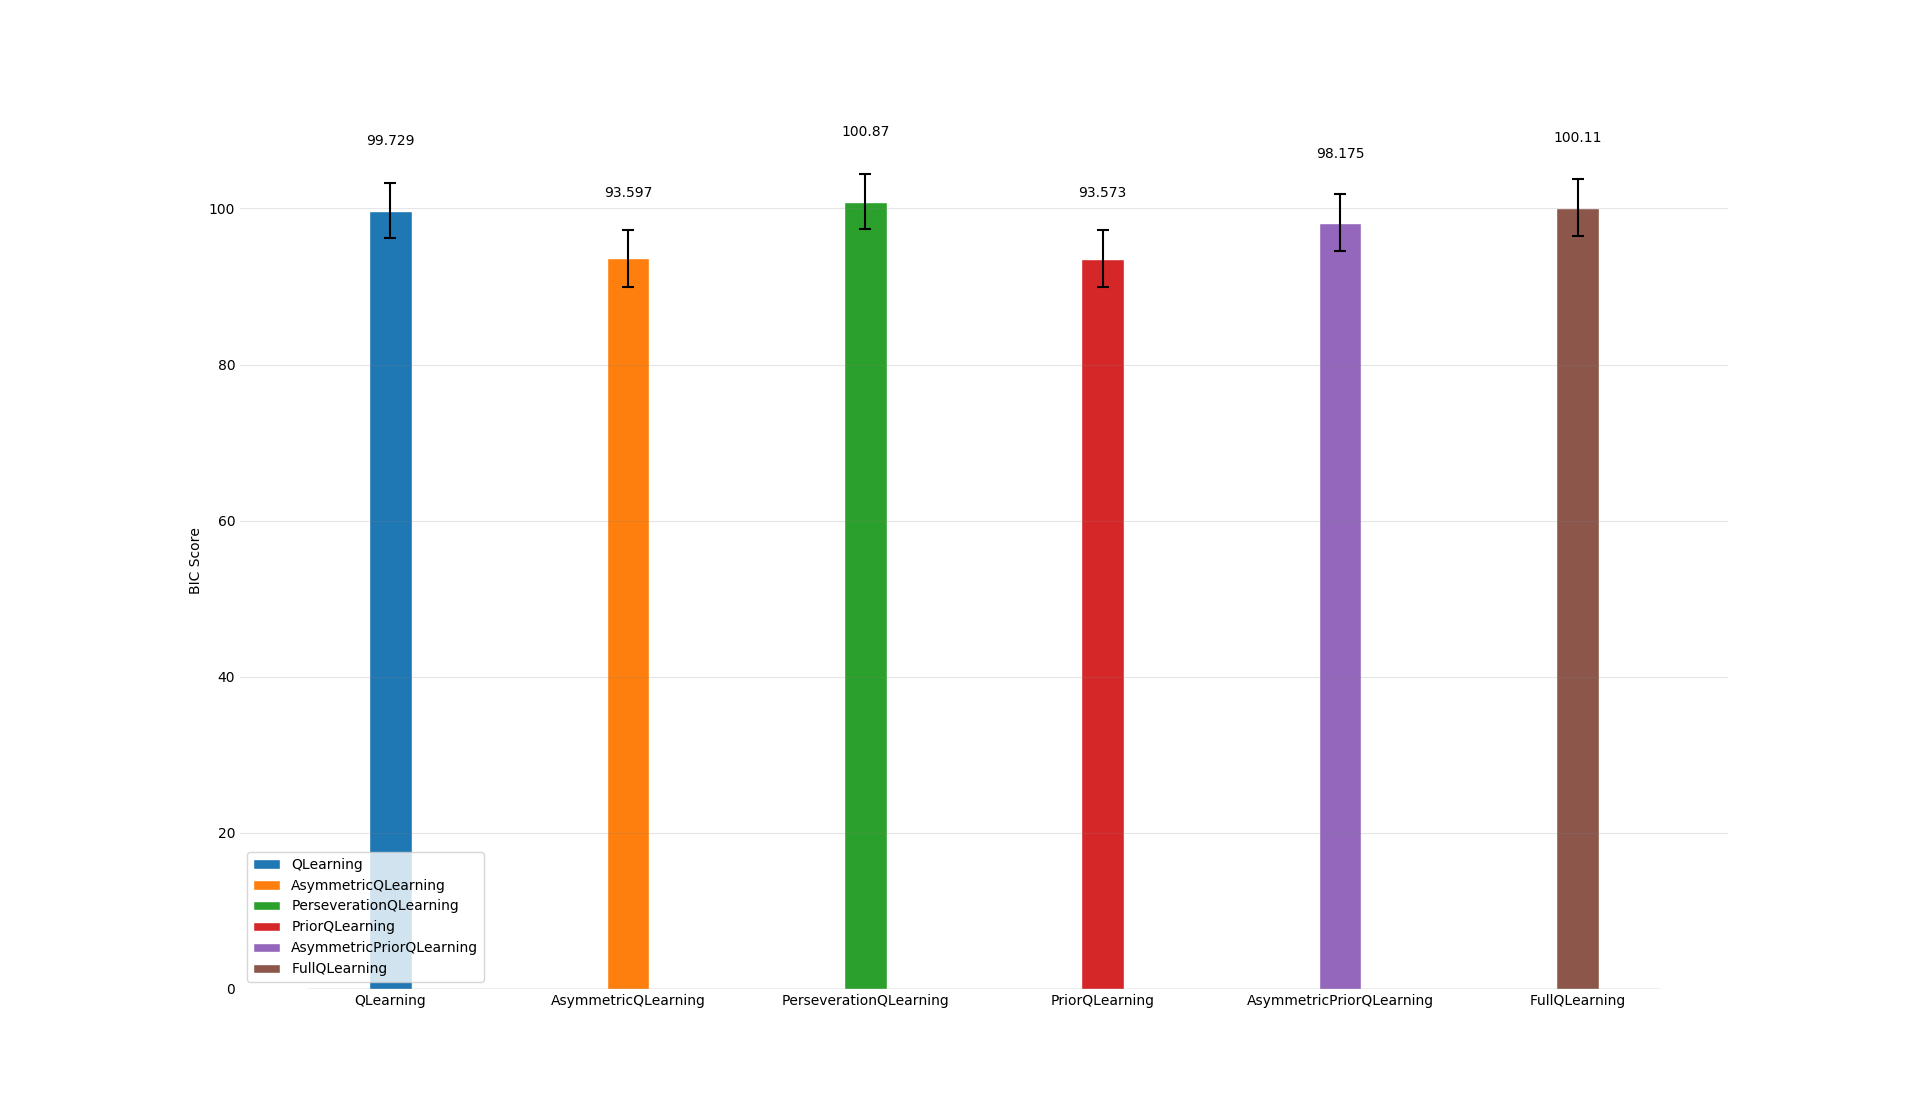 99.729
93.597
100.87
93.573
98.175
100.11
BIC Score
100
80
60
40
20
0
QLearning
AsymmetricQLearning
PerseverationQLearning
PriorQLearning
AsymmetricPriorQLearning
FullQLearning
QLearning
AsymmetricQLearning
PerseverationQLearning
PriorQLearning
AsymmetricPriorQLearning
FullQLearning